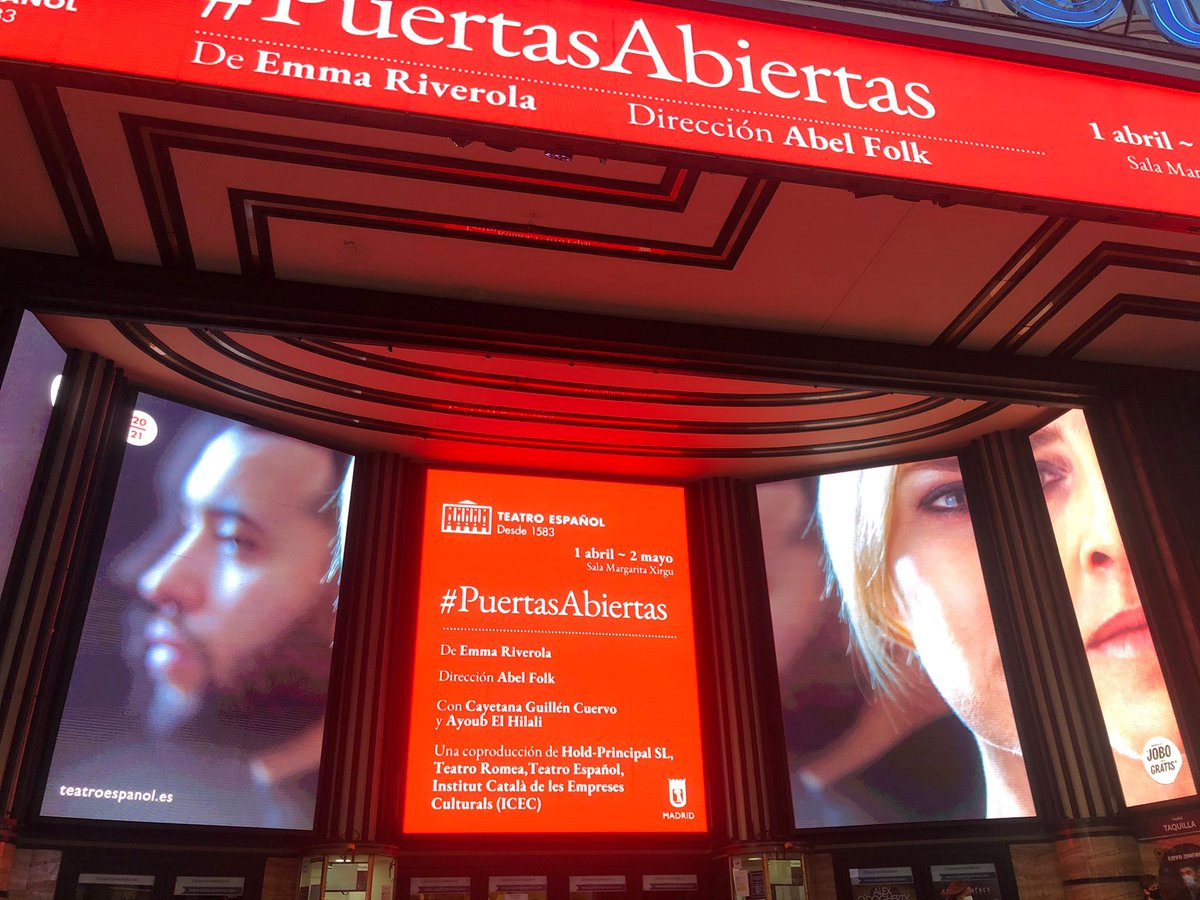 ESPAÑOL
#PuertasAbiertas
De Emma Riverola
Dirección Abel Folk
1 abril ~
Sala Mar
20
21
teatroespanol.es
TEATRO ESPAÑOL
Desde 1583
1 abril ~ 2 mayo
Sala Margarita Xirgu
#PuertasAbiertas
De Emma Riverola
Dirección Abel Folk
Con Cayetana Guillén Cuervo
y Ayoub El Hilali
Una coproducción de Hold-Principal SL,
Teatro Romea,Teatro Español,
Institut Català de les Empreses
Culturals (ICEC)
MADRID
JOBO
GRATIS
TAQUILLA
ALEX